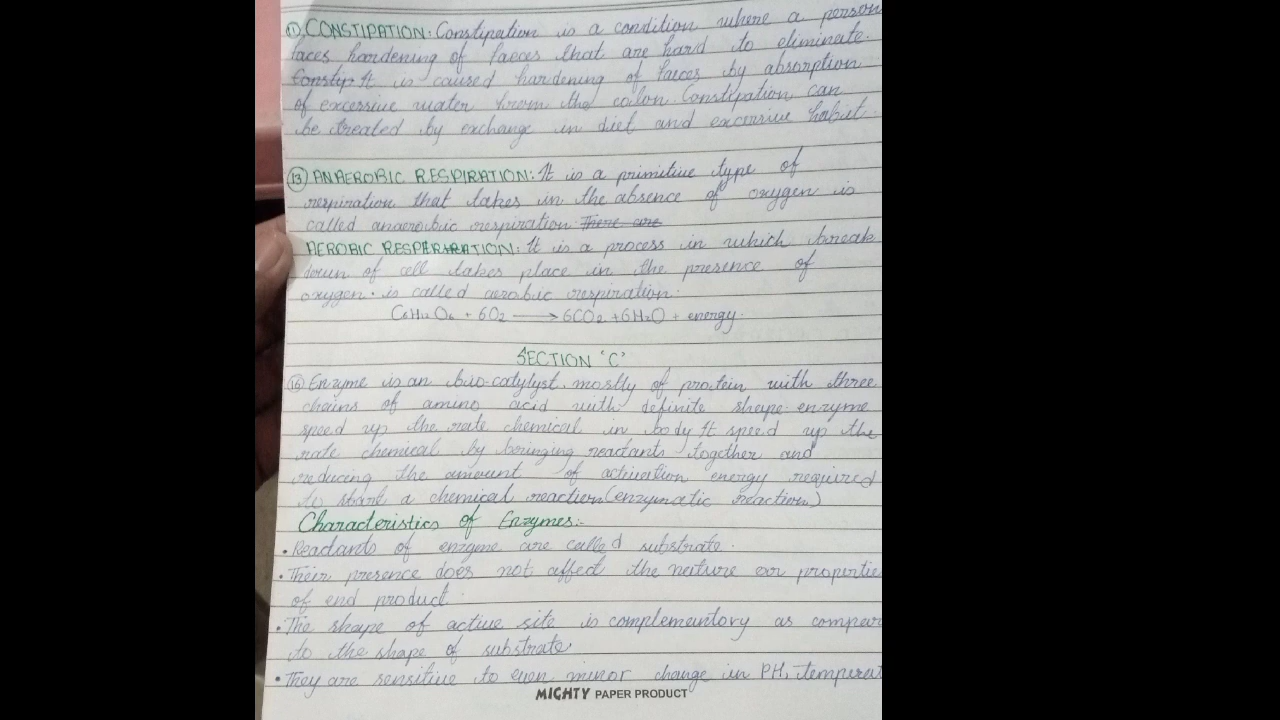 (11) CONSTIPATION: Constipation is a condition where a person
faces hardening of faeces that are hard to eliminate.
Constip It is caused hardening of faeces by absorption
of excessive water from the colon. Constipation can
be treated by exchange in diet and excersive habit.
(13) ANAEROBIC RESPIRATION: It is a primitive type of
respiration that takes in the absence of oxygen is
called anaerobic respiration There are
AEROBIC RESPERATION: It is a process in which break
down of cell takes place in the presence of
oxygen. is called aerobic respiration.
C6H12O6 + 6O2 ⟶ 6CO2 + 6H2O + energy.
SECTION 'C'
Enzyme is an bio-catylyst. mostly of protein with three
chains of amino acid with definite shape. enzyme
speed up the rate chemical in body It speed up the
rate chemical by bringing reactants together and
reducing the amount of activation energy required
to start a chemical reaction (enzymatic reaction)
Characteristics of Enzymes:-
• Reactants of enzyme are called substrate.
• Their presence does not affect the nature or propertie
of end product.
• The shape of active site is complementory as compar
to the shape of substrate.
• They are sensitive to even minor change in PH, temperat
MIGHTY PAPER PRODUCT